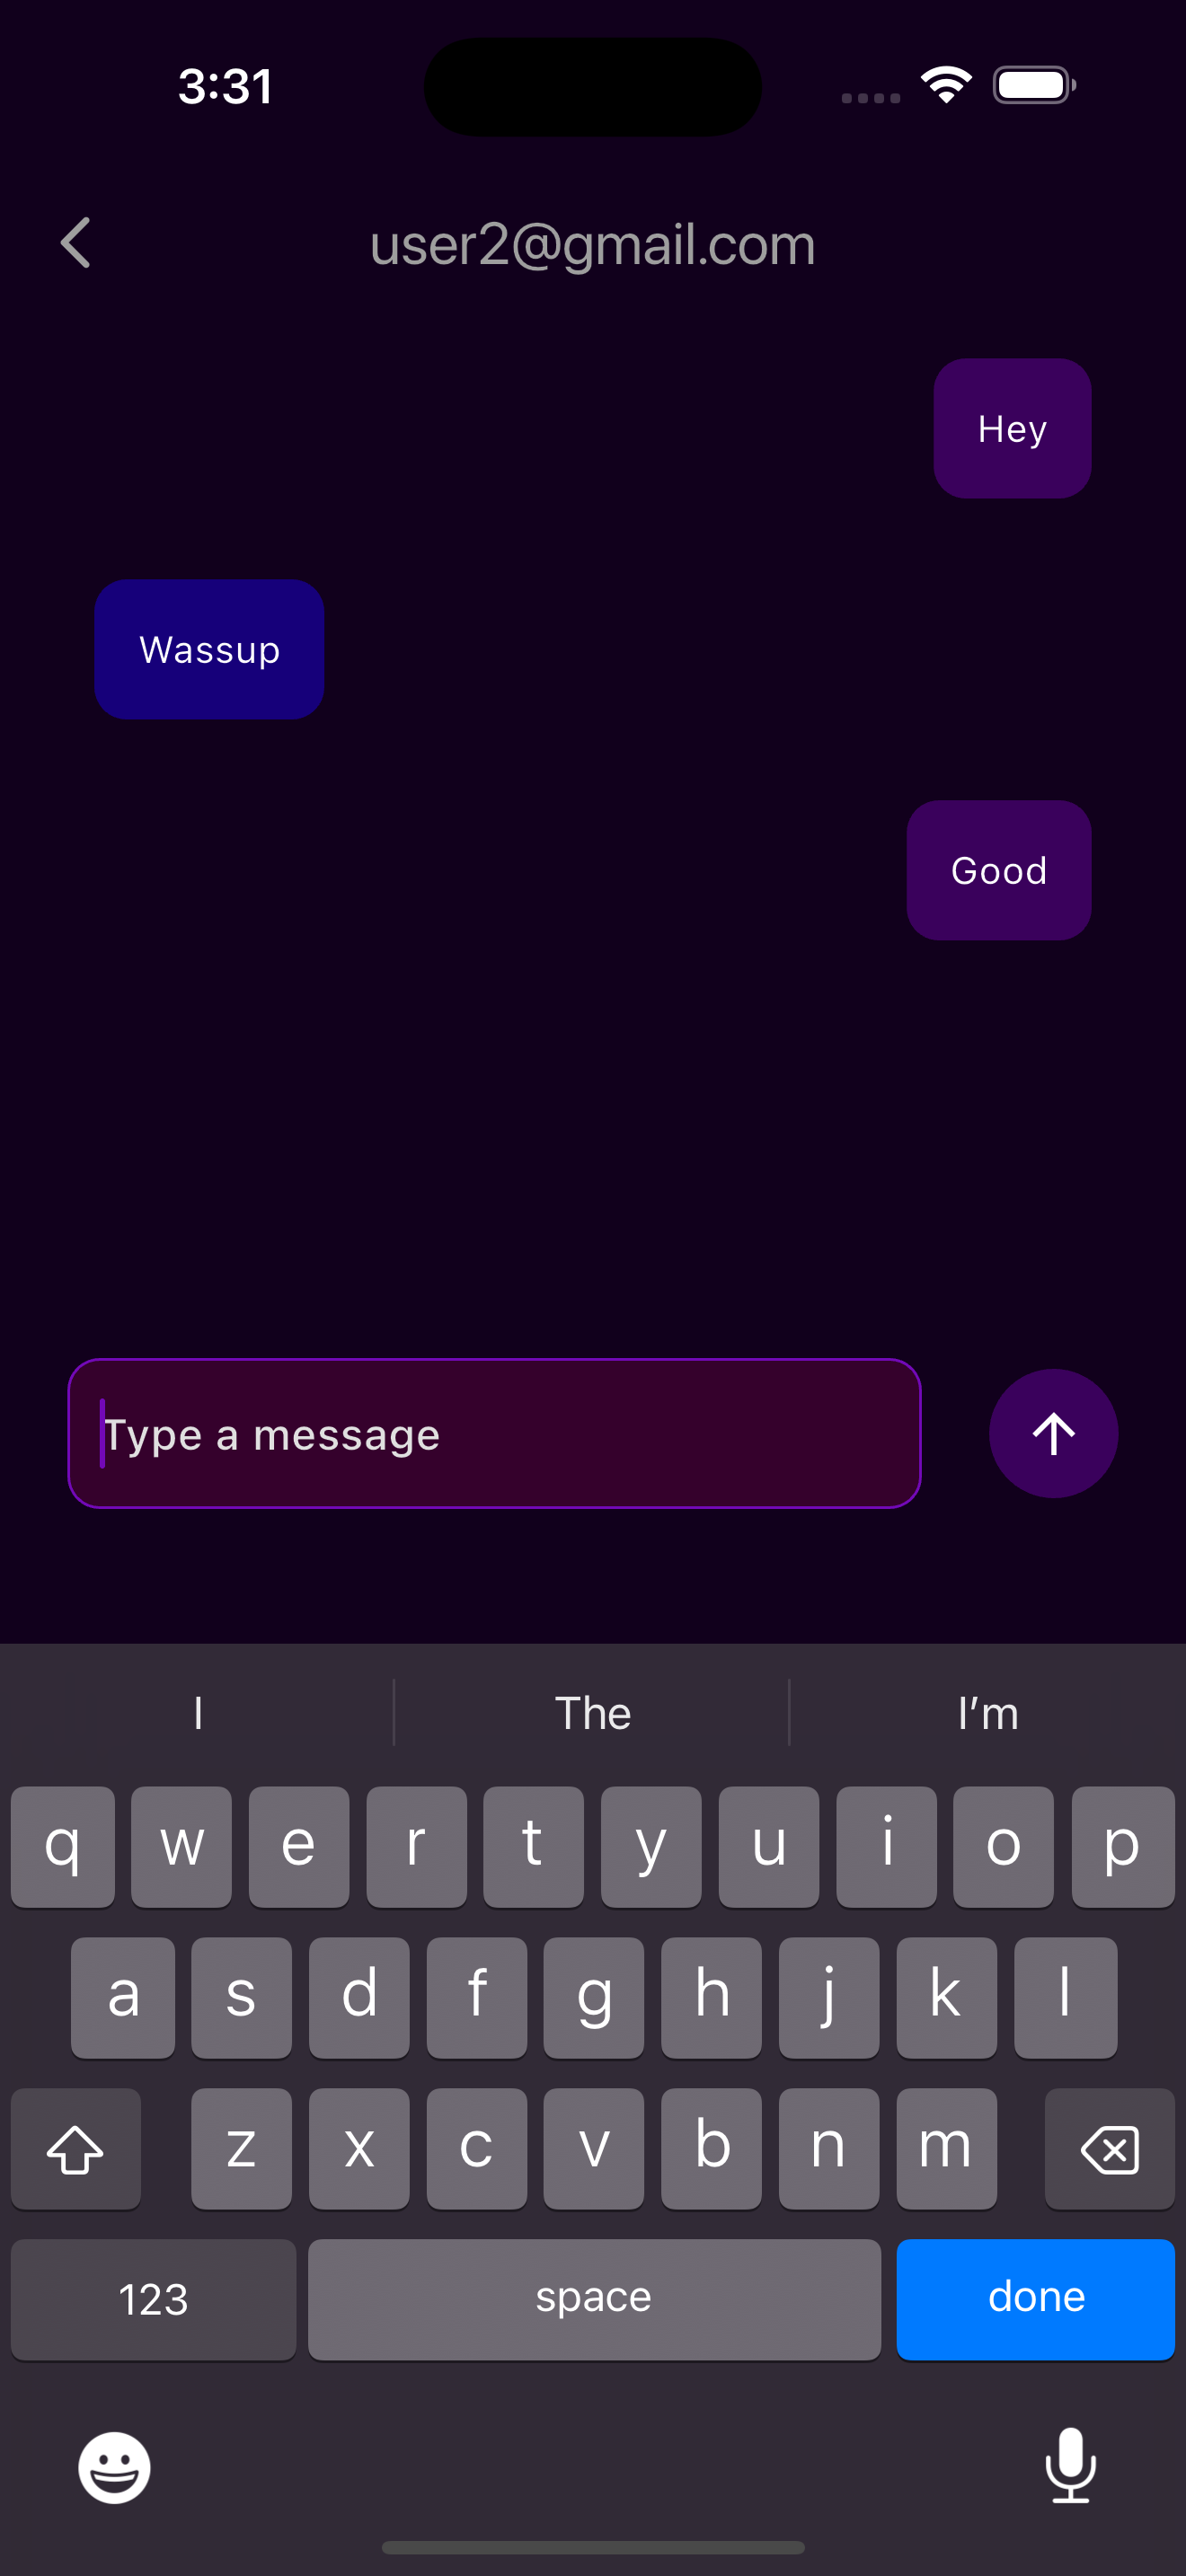 3:31
user2@gmail.com
Hey
Wassup
Good
Type a message
I The I’m
q w e r t y u i o p
a s d f g h j k l
z x c v b n m
123 space done